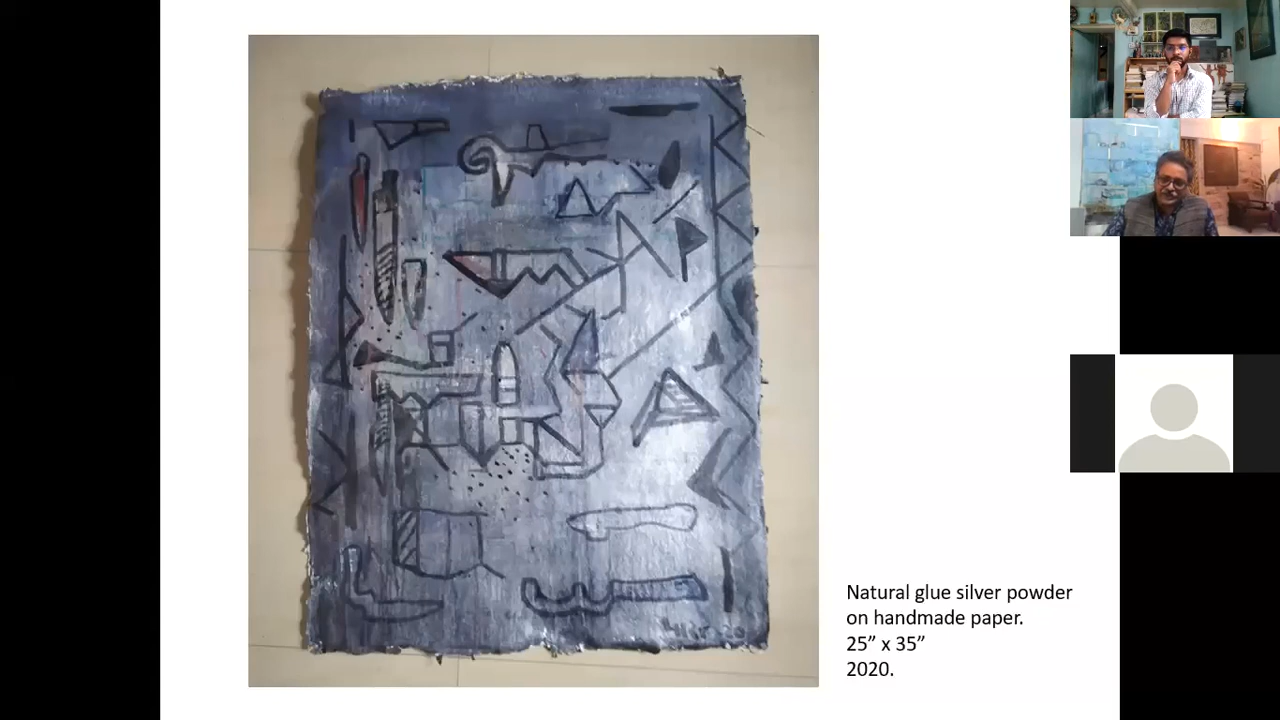 Natural glue silver powder
on handmade paper.
25” x 35”
2020.